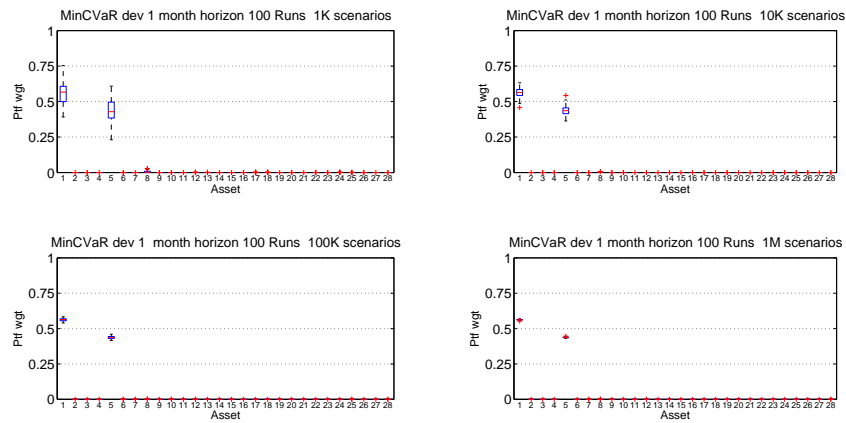 MinCVaR dev 1 month horizon 100 Runs  1K scenarios
1
0.75
0.5
0.25
0
Ptf wgt
1 2 3 4 5 6 7 8 9 10 11 12 13 14 15 16 17 18 19 20 21 22 23 24 25 26 27 28
Asset
MinCVaR dev 1 month horizon 100 Runs  10K scenarios
1
0.75
0.5
0.25
0
Ptf wgt
1 2 3 4 5 6 7 8 9 10 11 12 13 14 15 16 17 18 19 20 21 22 23 24 25 26 27 28
Asset
MinCVaR dev 1  month horizon 100 Runs  100K scenarios
1
0.75
0.5
0.25
0
Ptf wgt
1 2 3 4 5 6 7 8 9 10 11 12 13 14 15 16 17 18 19 20 21 22 23 24 25 26 27 28
Asset
MinCVaR dev 1 month horizon 100 Runs  1M scenarios
1
0.75
0.5
0.25
0
Ptf wgt
1 2 3 4 5 6 7 8 9 10 11 12 13 14 15 16 17 18 19 20 21 22 23 24 25 26 27 28
Asset